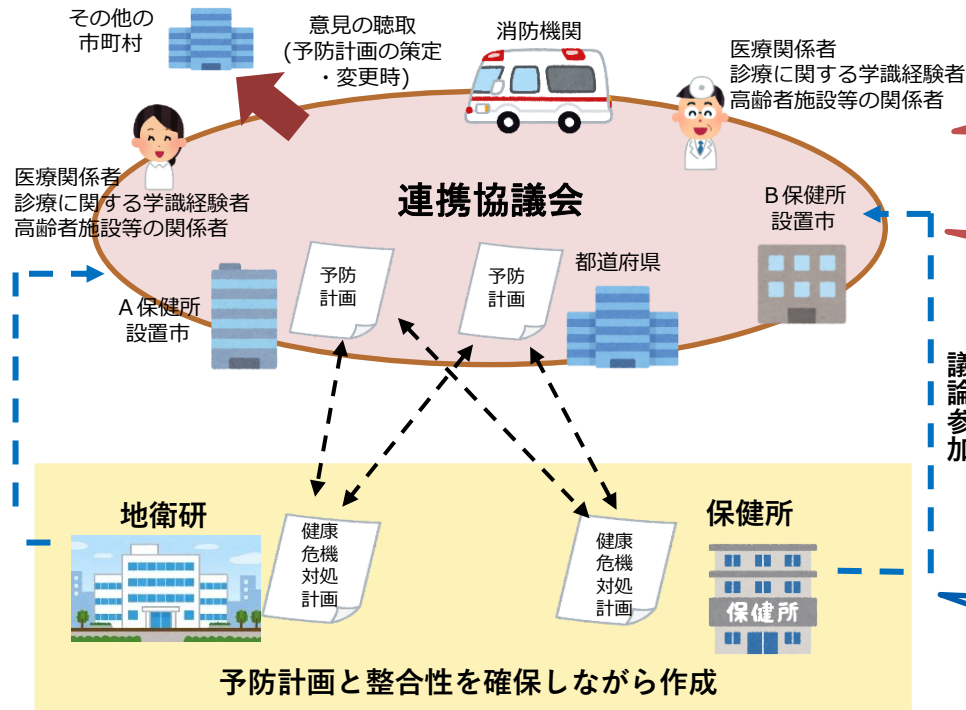 その他の
市町村
意見の聴取
(予防計画の策定
・変更時)
消防機関
医療関係者
診療に関する学識経験者
高齢者施設等の関係者
医療関係者
診療に関する学識経験者
高齢者施設等の関係者
連携協議会
B保健所
設置市
予防
計画
予防
計画
都道府県
A保健所
設置市
議論参加
地衛研
健康
危機
対処
計画
健康
危機
対処
計画
保健所
保健所
予防計画と整合性を確保しながら作成